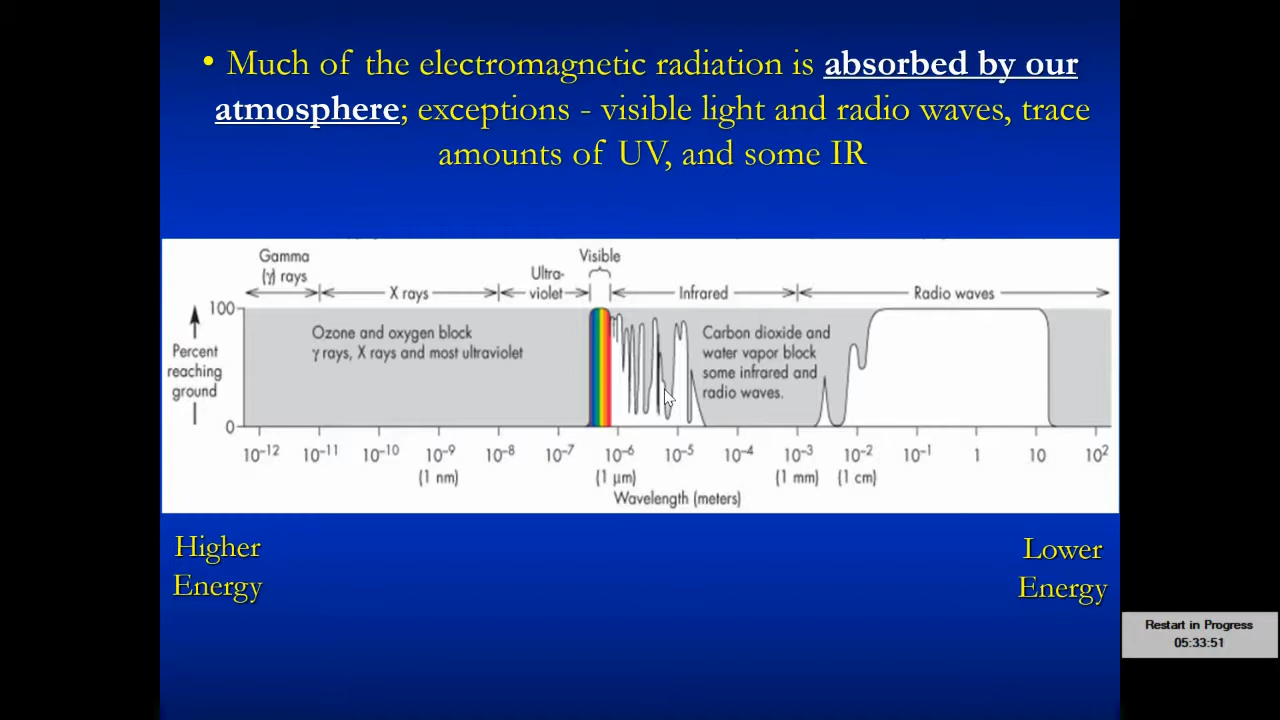 • Much of the electromagnetic radiation is absorbed by our
atmosphere; exceptions - visible light and radio waves, trace
amounts of UV, and some IR
Gamma
(γ) rays
X rays
Ultra-
violet
Visible
Infrared
Radio waves
100
Percent
reaching
ground
0
Ozone and oxygen block
γ rays, X rays and most ultraviolet
Carbon dioxide and
water vapor block
some infrared and
radio waves.
10⁻¹² 10⁻¹¹ 10⁻¹⁰ 10⁻⁹ 10⁻⁸ 10⁻⁷ 10⁻⁶ 10⁻⁵ 10⁻⁴ 10⁻³ 10⁻² 10⁻¹ 1 10 10²
(1 nm) (1 μm) (1 mm) (1 cm)
Wavelength (meters)
Higher
Energy
Lower
Energy
Restart in Progress
05:33:51